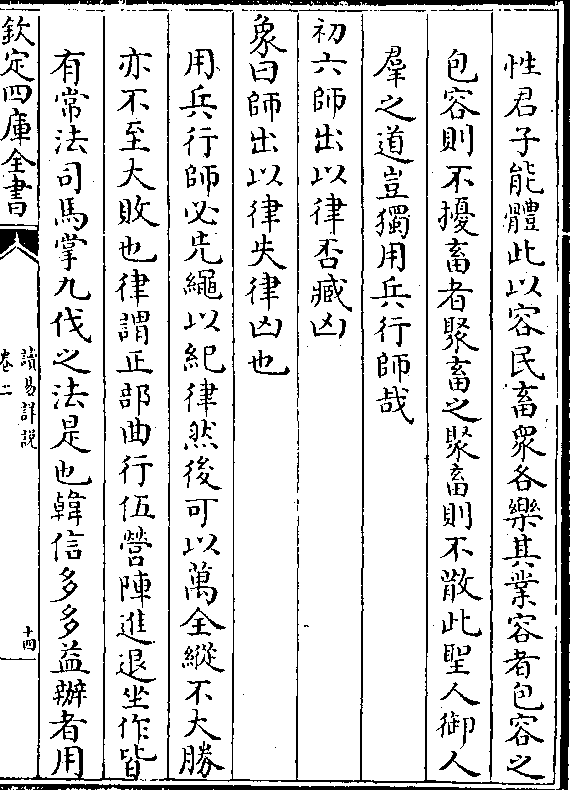 性君子能體此以容民畜衆各樂其業容者包容之
包容則不擾畜者聚畜之聚畜則不散此聖人御人
羣之道豈獨用兵行師哉
初六師出以律否臧凶
象曰師出以律失律凶也
用兵行師必先繩以紀律然後可以萬全縱不大勝
亦不至大敗也律謂正部曲行伍營陣進退坐作皆
有常法司馬掌九伐之法是也韓信多多益辦者用
欽定四庫全書
讀易詳説
卷二
十四